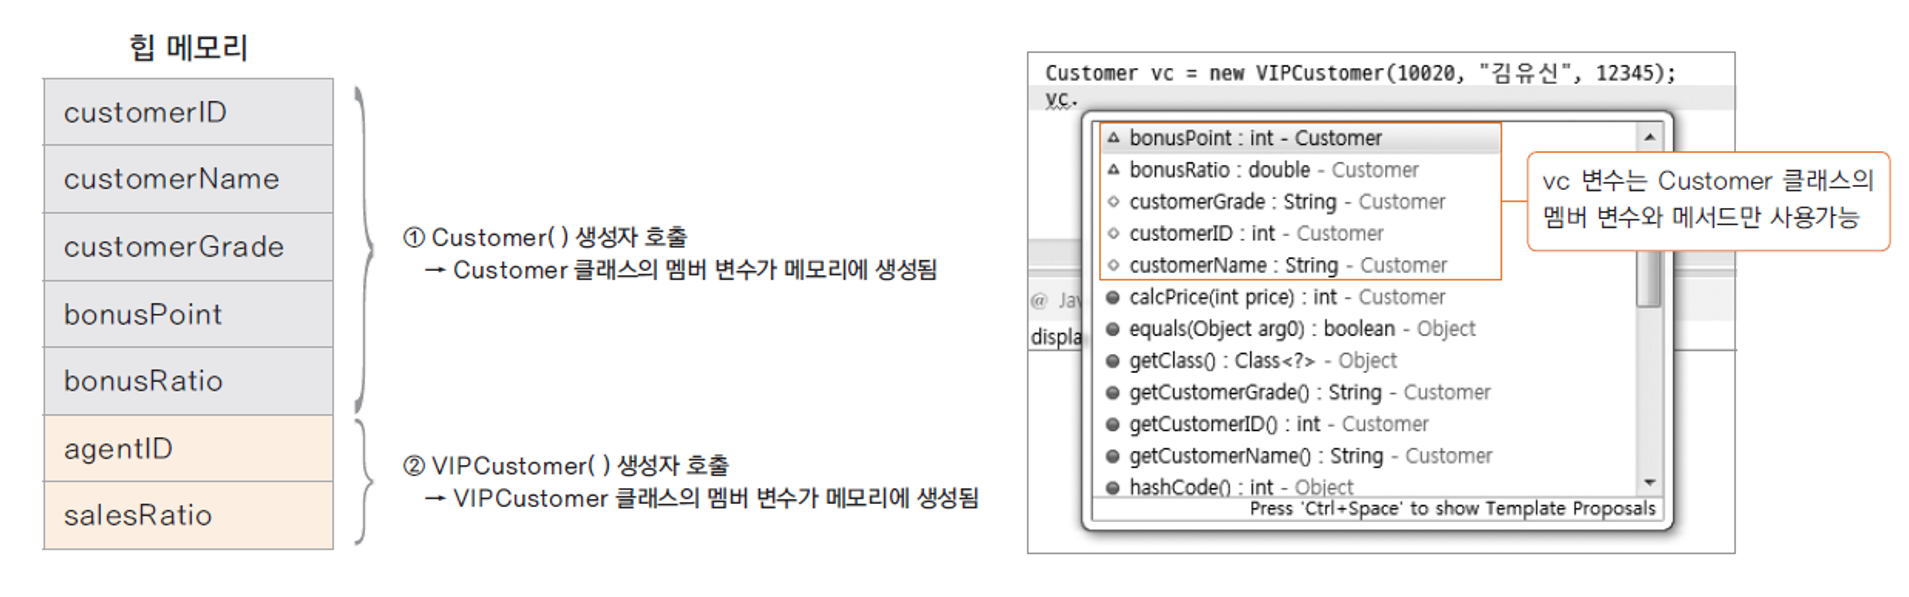 힙 메모리
customerID
customerName
customerGrade
bonusPoint
bonusRatio
agentID
salesRatio
① Customer( ) 생성자 호출
→ Customer 클래스의 멤버 변수가 메모리에 생성됨
② VIPCustomer( ) 생성자 호출
→ VIPCustomer 클래스의 멤버 변수가 메모리에 생성됨
Customer vc = new VIPCustomer(10020, "김유신", 12345);
vc.
bonusPoint : int - Customer
bonusRatio : double - Customer
customerGrade : String - Customer
customerID : int - Customer
customerName : String - Customer
calcPrice(int price) : int - Customer
equals(Object arg0) : boolean - Object
getClass() : Class<?> - Object
getCustomerGrade() : String - Customer
getCustomerID() : int - Customer
getCustomerName() : String - Customer
hashCode() : int - Object
Press 'Ctrl+Space' to show Template Proposals
@ Jav
displa
vc 변수는 Customer 클래스의
멤버 변수와 메서드만 사용가능